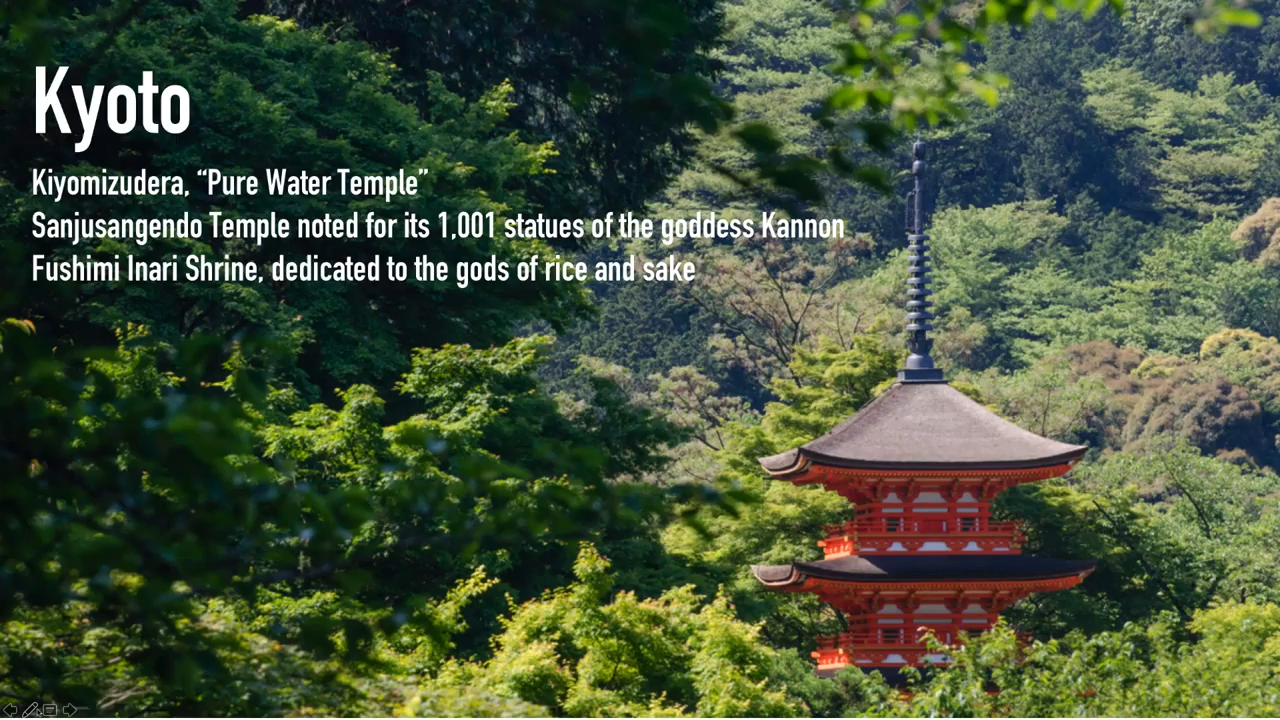 Kyoto
Kiyomizudera, “Pure Water Temple”
Sanjusangendo Temple noted for its 1,001 statues of the goddess Kannon
Fushimi Inari Shrine, dedicated to the gods of rice and sake